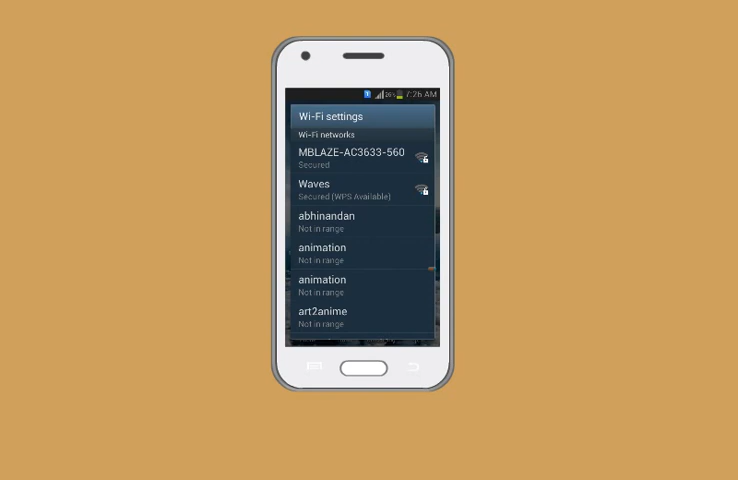 7:26 AM
Wi-Fi settings
Wi-Fi networks
MBLAZE-AC3633-560
Secured
Waves
Secured (WPS Available)
abhinandan
Not in range
animation
Not in range
animation
Not in range
art2anime
Not in range